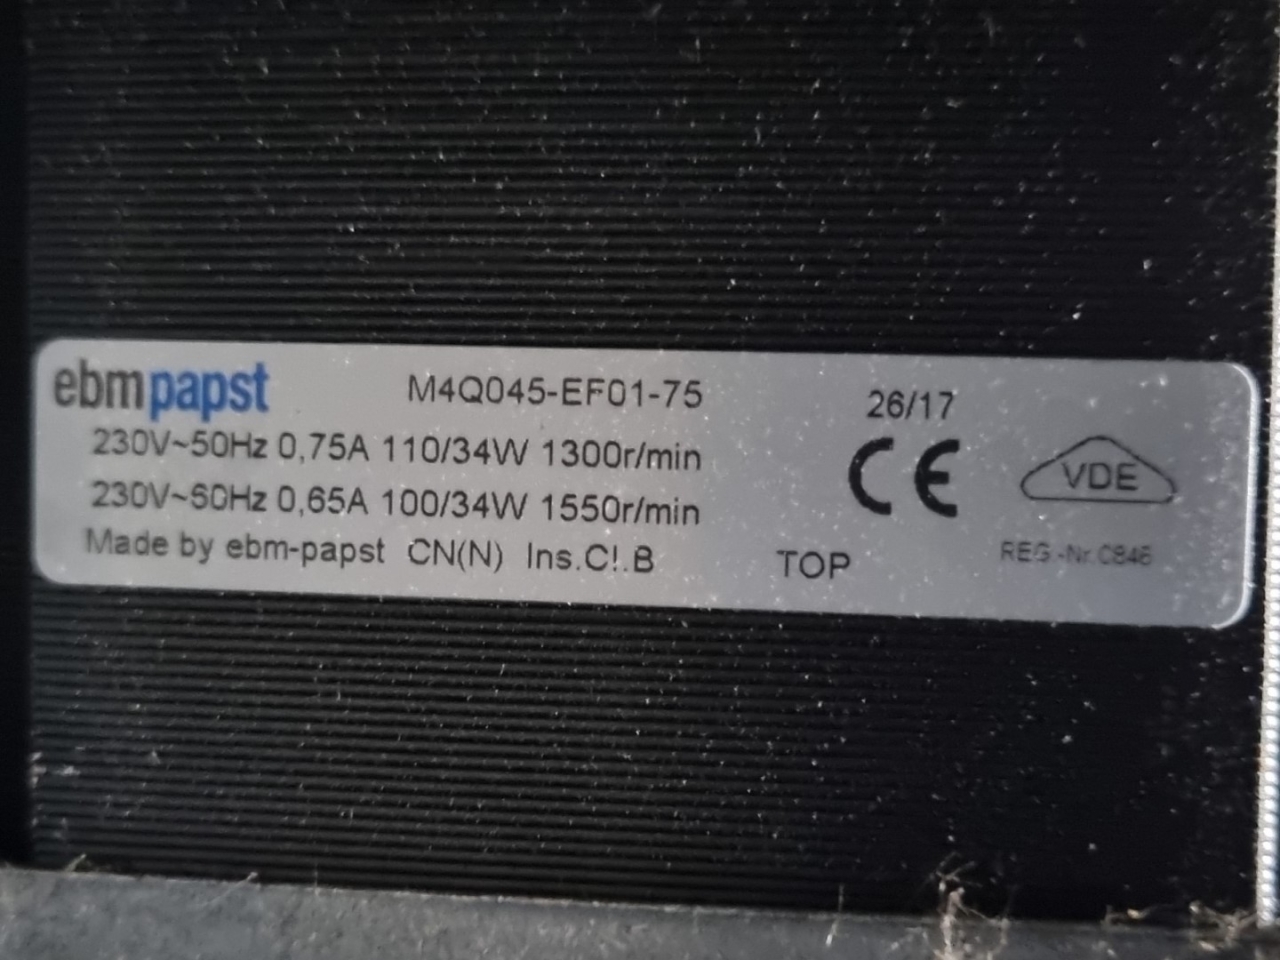 ebmpapst M4Q045-EF01-75 26/17
230V~50Hz 0,75A 110/34W 1300r/min
230V~60Hz 0,65A 100/34W 1550r/min
CE VDE
Made by ebm-papst CN(N) Ins.Cl.B TOP REG.-Nr.C846